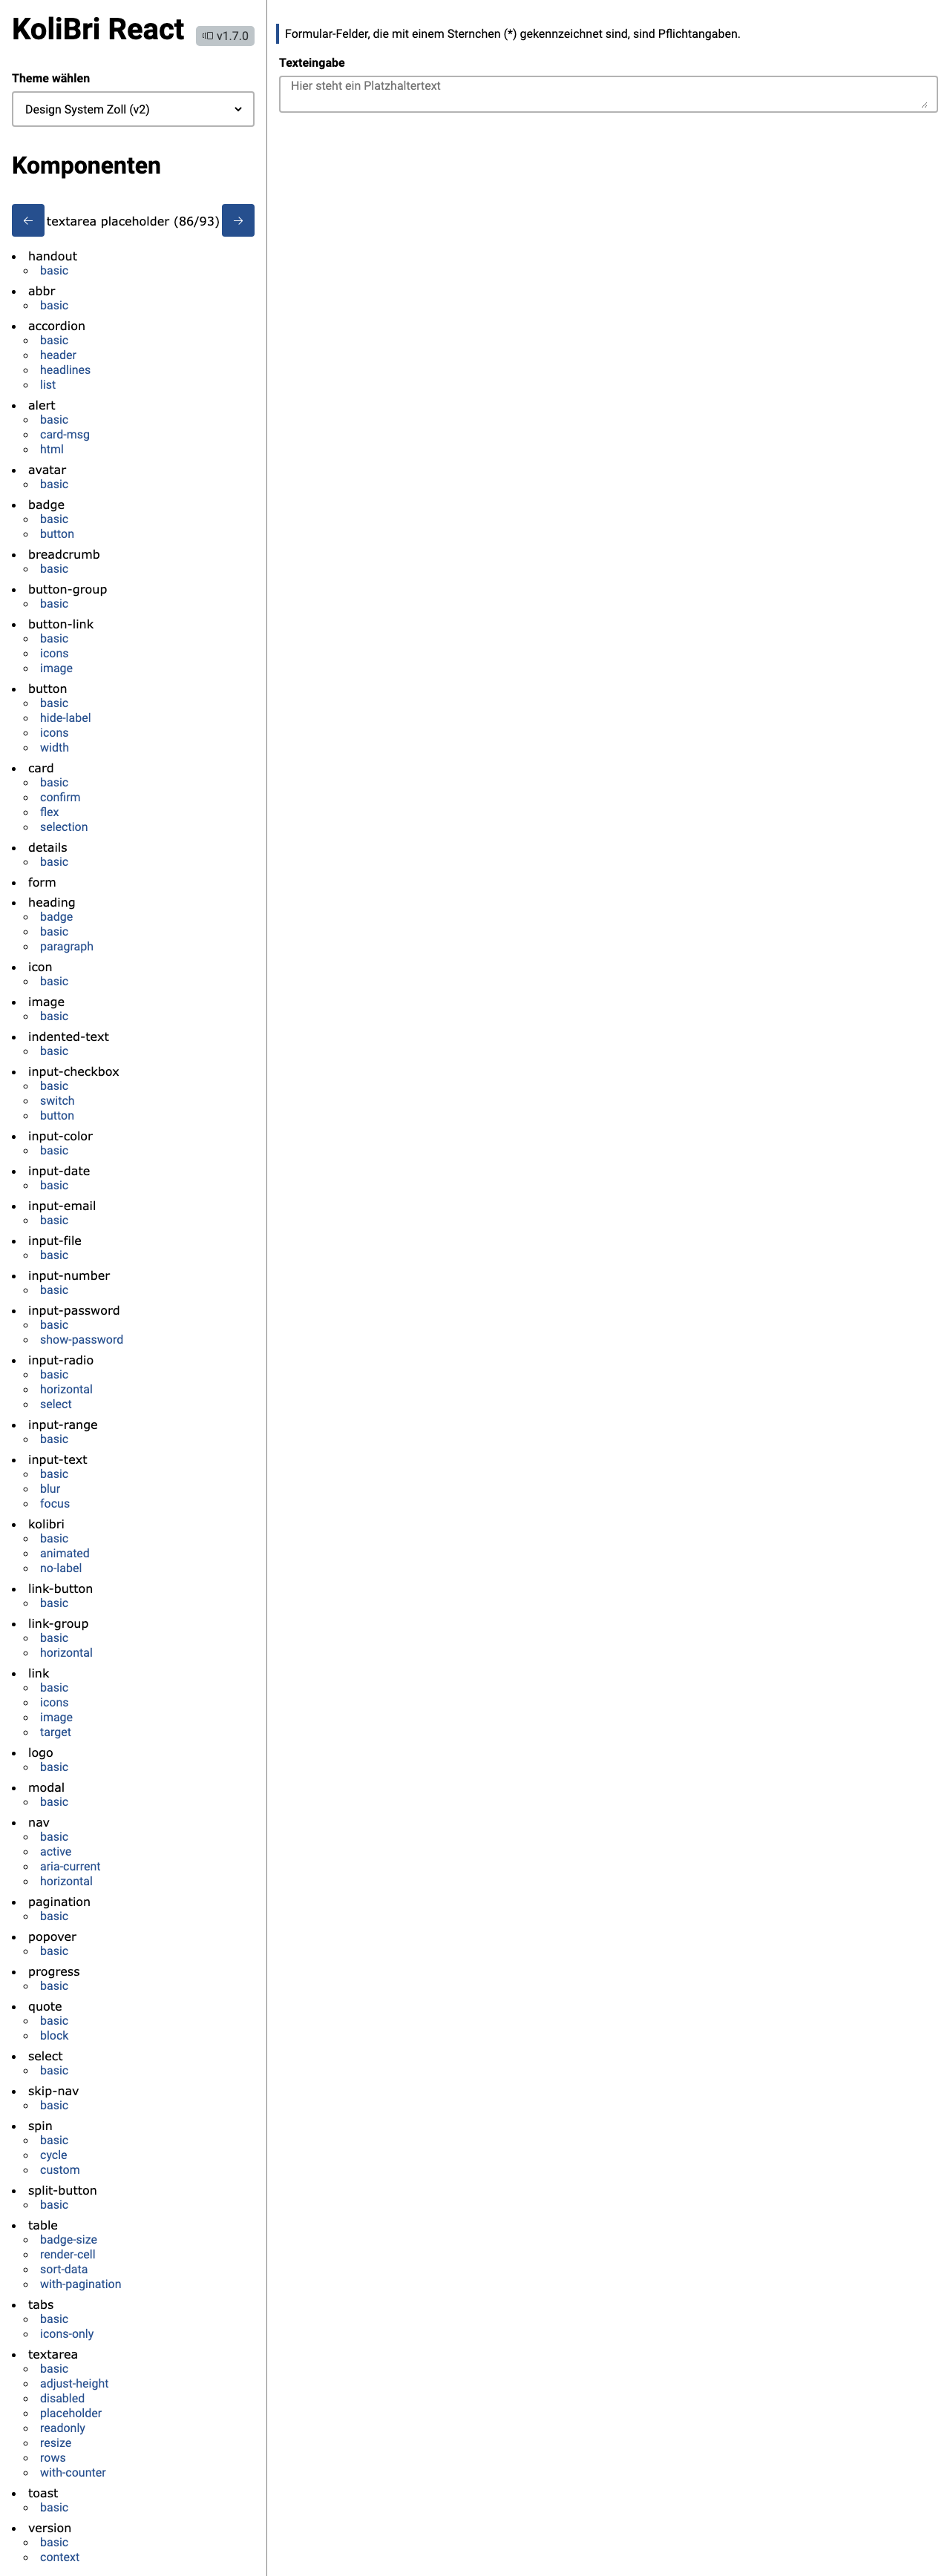 KoliBri React
v1.7.0
Theme wählen
Design System Zoll (v2)
Komponenten
← textarea placeholder (86/93) →
handout
basic
abbr
basic
accordion
basic
header
headlines
list
alert
basic
card-msg
html
avatar
basic
badge
basic
button
breadcrumb
basic
button-group
basic
button-link
basic
icons
image
button
basic
hide-label
icons
width
card
basic
confirm
flex
selection
details
basic
form
heading
badge
basic
paragraph
icon
basic
image
basic
indented-text
basic
input-checkbox
basic
switch
button
input-color
basic
input-date
basic
input-email
basic
input-file
basic
input-number
basic
input-password
basic
show-password
input-radio
basic
horizontal
select
input-range
basic
input-text
basic
blur
focus
kolibri
basic
animated
no-label
link-button
basic
link-group
basic
horizontal
link
basic
icons
image
target
logo
basic
modal
basic
nav
basic
active
aria-current
horizontal
pagination
basic
popover
basic
progress
basic
quote
basic
block
select
basic
skip-nav
basic
spin
basic
cycle
custom
split-button
basic
table
badge-size
render-cell
sort-data
with-pagination
tabs
basic
icons-only
textarea
basic
adjust-height
disabled
placeholder
readonly
resize
rows
with-counter
toast
basic
version
basic
context
Formular-Felder, die mit einem Sternchen (*) gekennzeichnet sind, sind Pflichtangaben.
Texteingabe
Hier steht ein Platzhaltertext